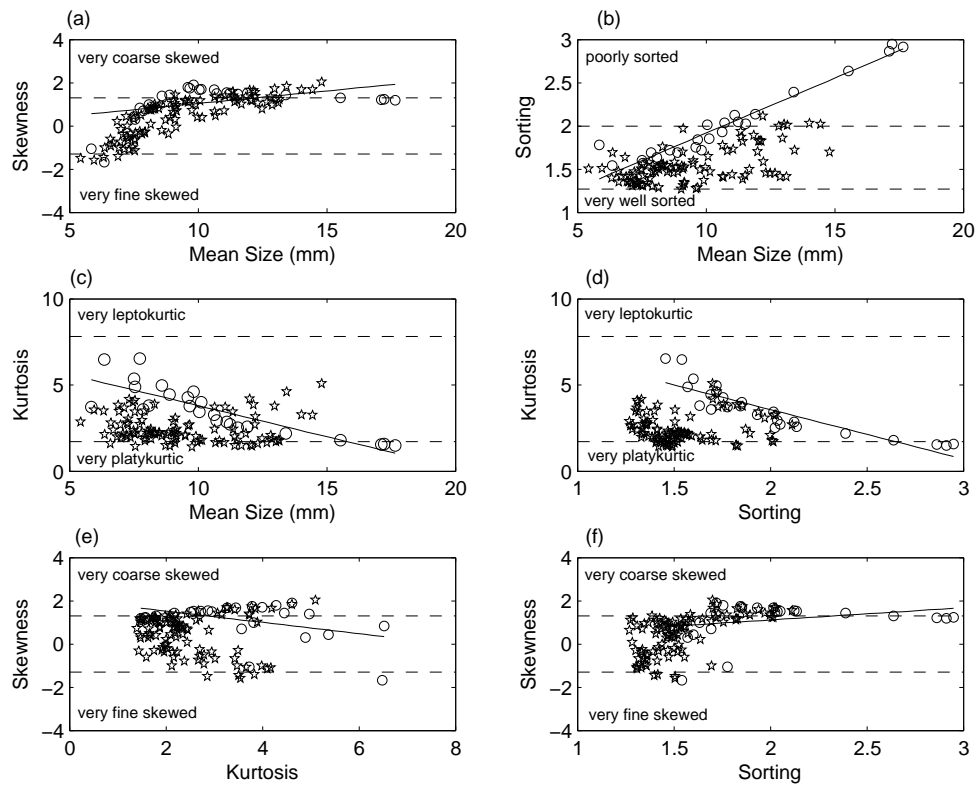 (a)
very coarse skewed
very fine skewed
4
2
0
−2
−4
Skewness
5
10
15
20
Mean Size (mm)
(b)
poorly sorted
very well sorted
3
2
1
Sorting
5
10
15
20
Mean Size (mm)
(c)
very leptokurtic
very platykurtic
10
5
0
Kurtosis
5
10
15
20
Mean Size (mm)
(d)
very leptokurtic
very platykurtic
10
5
0
Kurtosis
1
1.5
2
2.5
3
Sorting
(e)
very coarse skewed
very fine skewed
4
2
0
−2
−4
Skewness
0
2
4
6
8
Kurtosis
(f)
very coarse skewed
very fine skewed
4
2
0
−2
−4
Skewness
1
1.5
2
2.5
3
Sorting